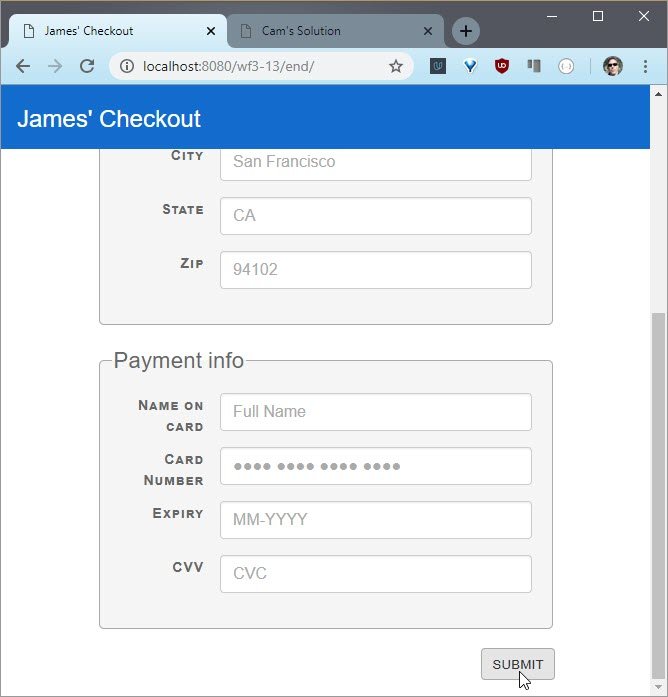 James' Checkout
Cam's Solution
localhost:8080/wf3-13/end/
James' Checkout
City
San Francisco
State
CA
Zip
94102
Payment info
Name on
card
Full Name
Card
Number
●●●● ●●●● ●●●● ●●●●
Expiry
MM-YYYY
CVV
CVC
SUBMIT